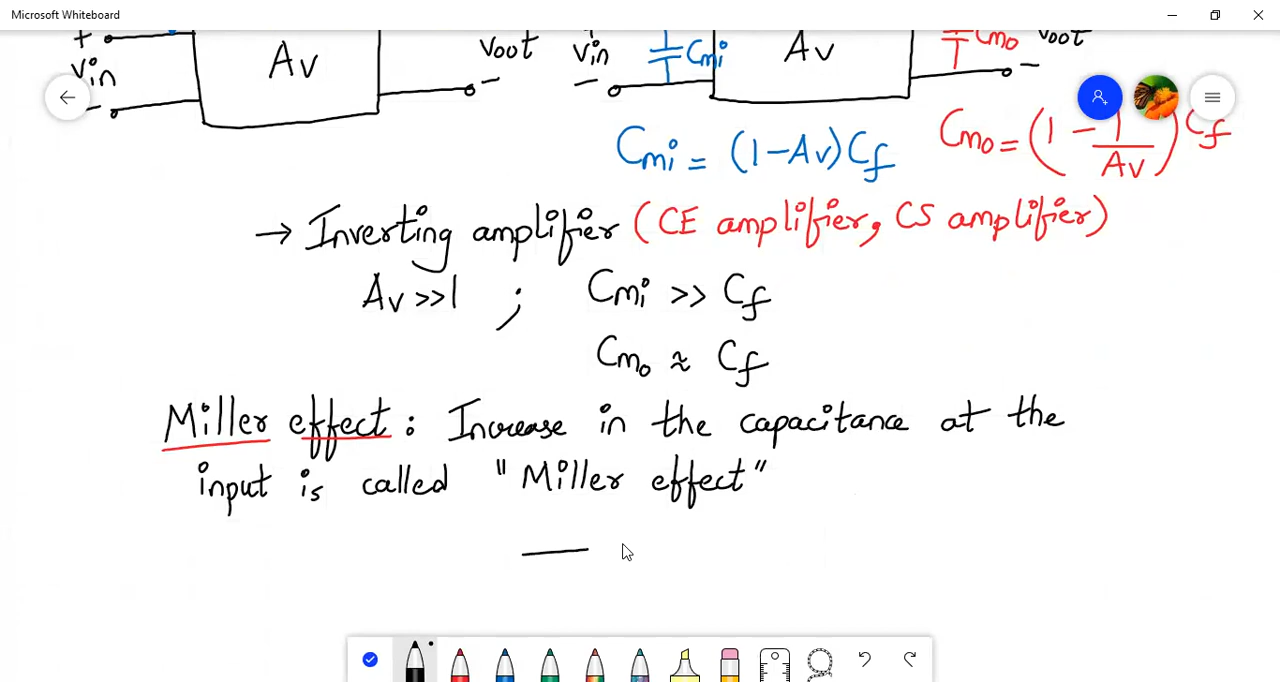 Microsoft Whiteboard
+ Vin − Av Vout −
Vin − Cmi Av Cmo Vout −
Cmi = (1-Av)Cf
Cmo = (1 - 1/Av) Cf
→ Inverting amplifier (CE amplifier, CS amplifier)
Av >>1 ; Cmi >> Cf
Cmo ≈ Cf
Miller effect : Increase in the capacitance at the
input is called "Miller effect"